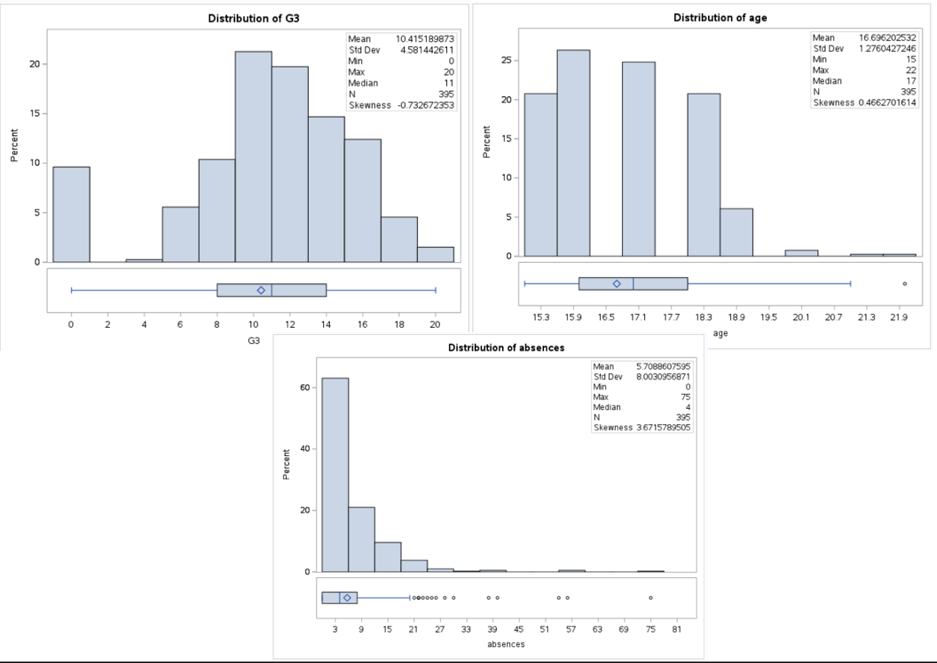 Distribution of G3
Mean 10.415189873
Std Dev 4.581442611
Min 0
Max 20
Median 11
N 395
Skewness -0.732672353
Percent
20
15
10
5
0
0 2 4 6 8 10 12 14 16 18 20
G3
Distribution of age
Mean 16.696202532
Std Dev 1.2760427246
Min 15
Max 22
Median 17
N 395
Skewness 0.4662701614
Percent
25
20
15
10
5
0
15.3 15.9 16.5 17.1 17.7 18.3 18.9 19.5 20.1 20.7 21.3 21.9
age
Distribution of absences
Mean 5.7088607595
Std Dev 8.0030956871
Min 0
Max 75
Median 4
N 395
Skewness 3.6715789505
Percent
60
40
20
0
3 9 15 21 27 33 39 45 51 57 63 69 75 81
absences